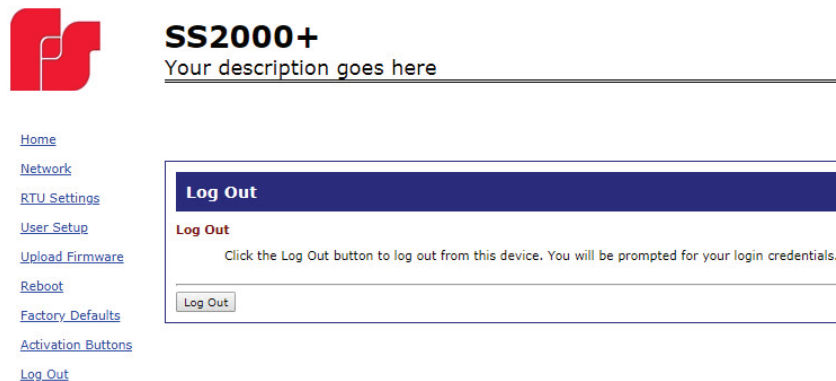 SS2000+
Your description goes here
Home
Network
RTU Settings
User Setup
Upload Firmware
Reboot
Factory Defaults
Activation Buttons
Log Out
Log Out
Log Out
Click the Log Out button to log out from this device. You will be prompted for your login credentials.
Log Out